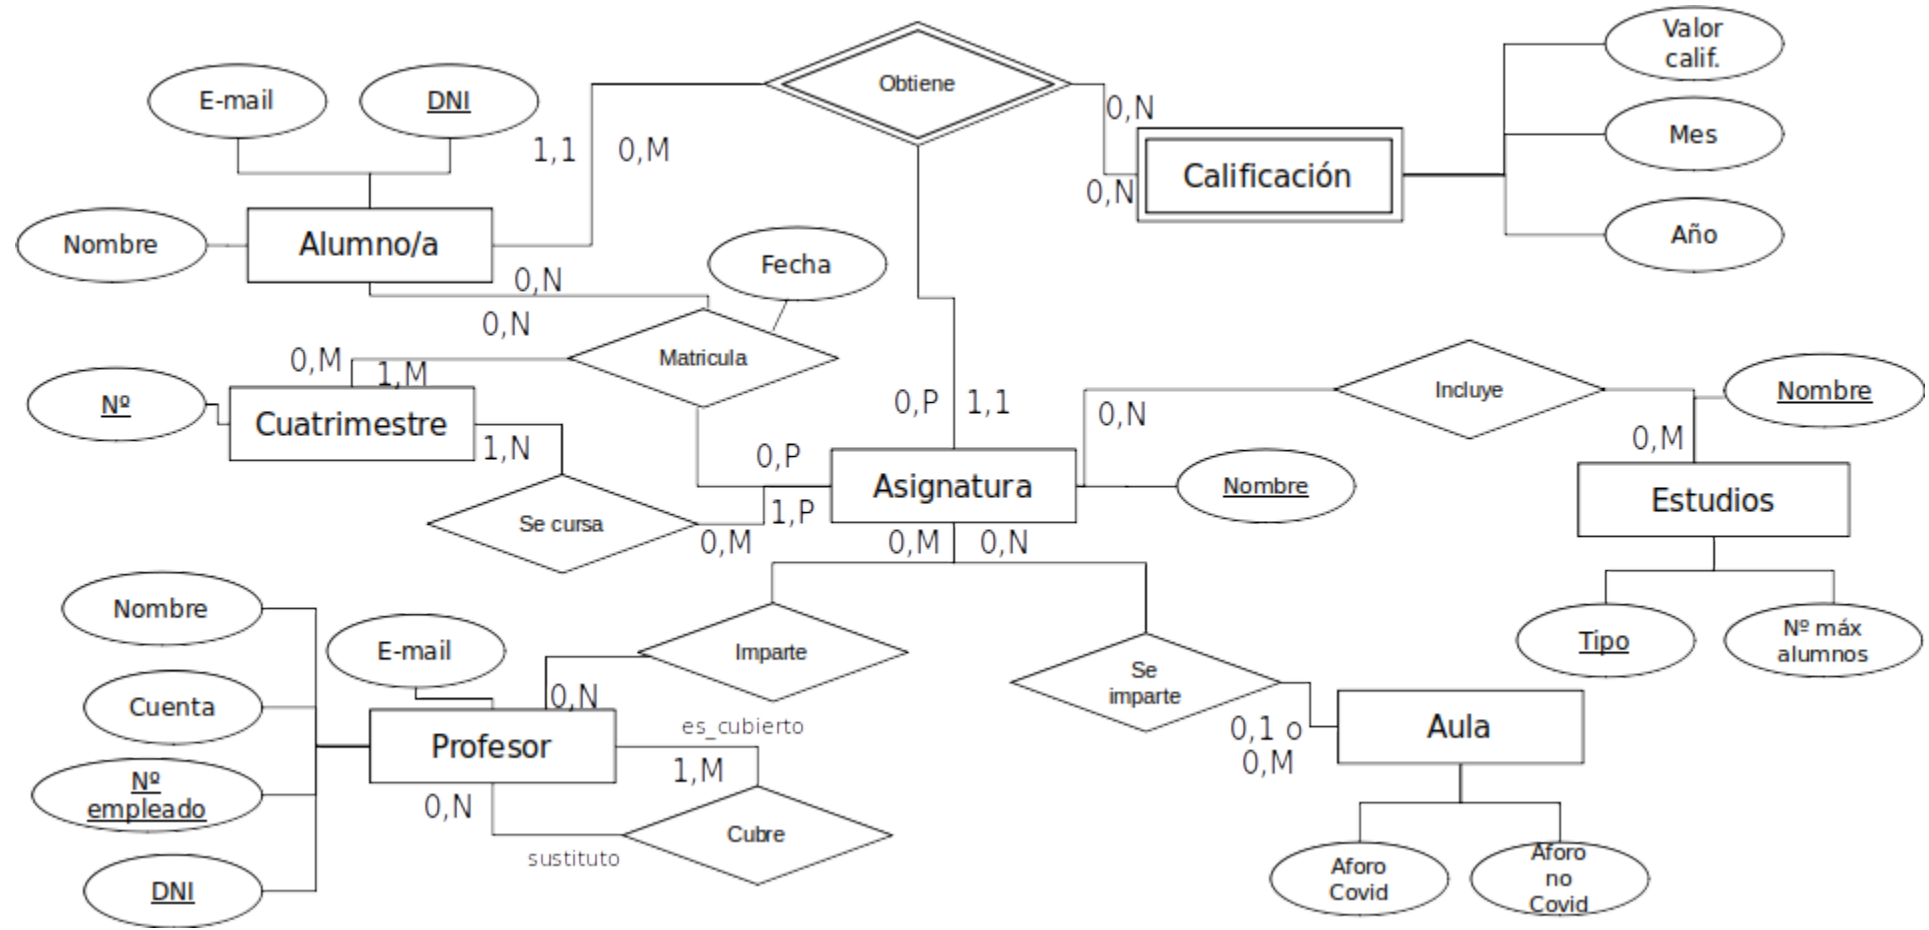 Valor
calif.
Obtiene
E-mail
DNI
0,N
Mes
1,1
0,M
Calificación
0,N
Nombre
Alumno/a
Año
Fecha
0,N
0,N
Matricula
0,M
1,M
Incluye
Nombre
Nº
0,P
1,1
0,N
Cuatrimestre
1,N
0,M
0,P
Asignatura
Nombre
Estudios
1,P
Se cursa
0,M
0,M
0,N
Nombre
E-mail
Imparte
Tipo
Nº máx
alumnos
Se
imparte
0,N
Cuenta
es_cubierto
0,1 o
0,M
Aula
Profesor
1,M
Nº
empleado
0,N
Cubre
sustituto
DNI
Aforo
Covid
Aforo
no
Covid